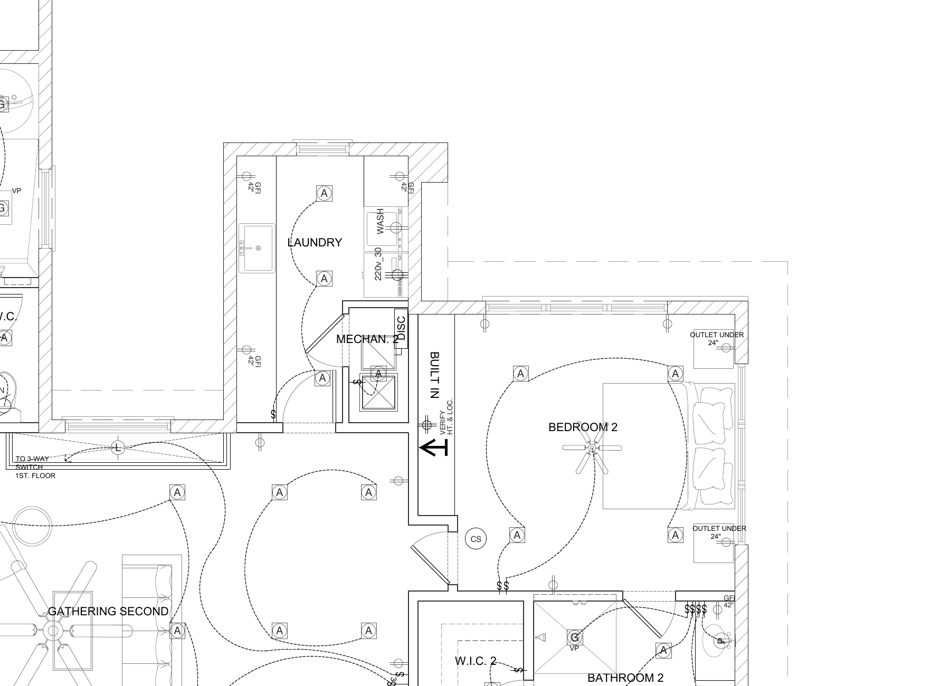 G
VP
G
W.C.
A
42"
GFI
A
42"
GFI
LAUNDRY
WASH
220v_30
A
DISC
MECHAN. 2
42"
GFI
A
A
$
$
BUILT IN
VERIFY
HT. & LOC.
OUTLET UNDER
24"
A
A
BEDROOM 2
L
TO 3-WAY
SWITCH
1ST. FLOOR
A
A
A
CS
A
A
OUTLET UNDER
24"
$$
GATHERING SECOND
A
A
A
GFI
42"
$$$$
G
VP
A
W.I.C. 2
$
BATHROOM 2